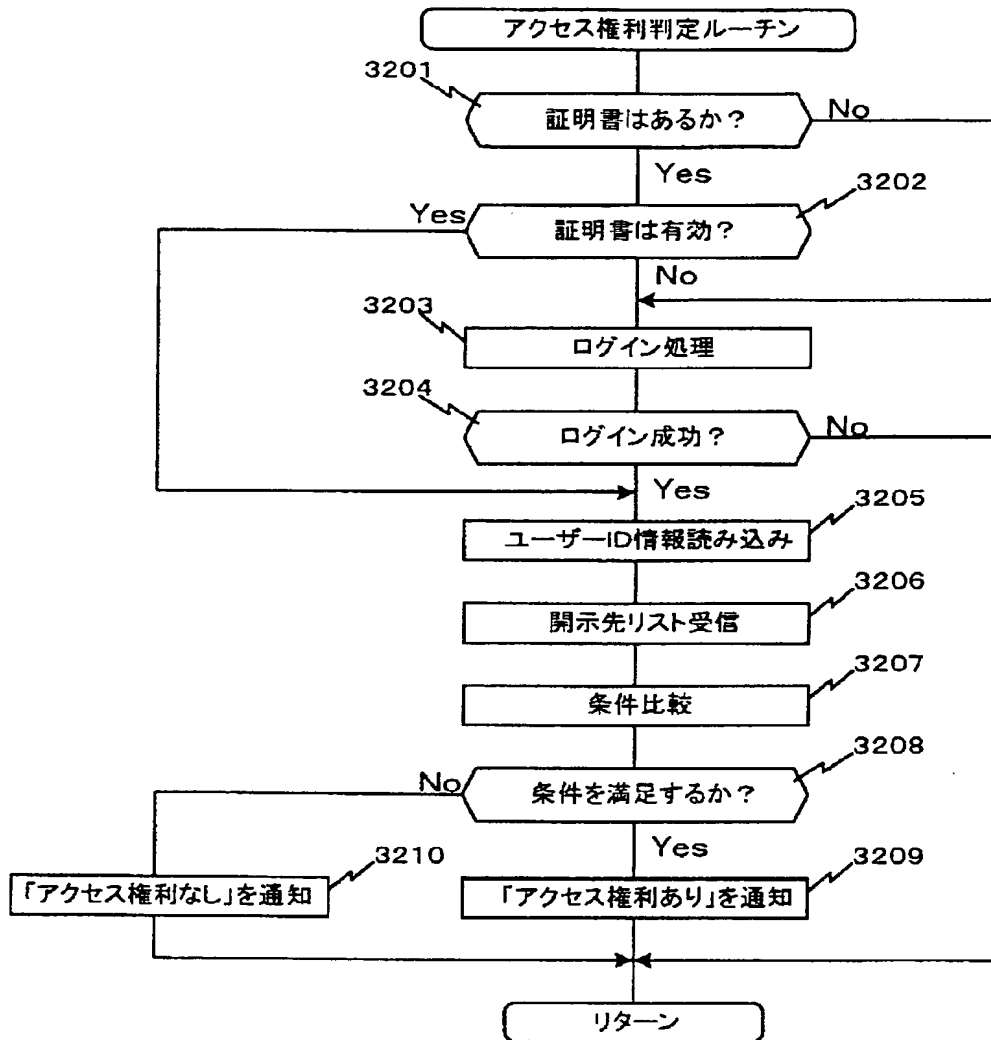 アクセス権利判定ルーチン
3201
証明書はあるか?
No
Yes
3202
Yes
証明書は有効?
No
3203
ログイン処理
3204
ログイン成功?
No
Yes
3205
ユーザーID情報読み込み
3206
開示先リスト受信
3207
条件比較
3208
No
条件を満足するか?
Yes
3210
3209
「アクセス権利なし」を通知
「アクセス権利あり」を通知
リターン